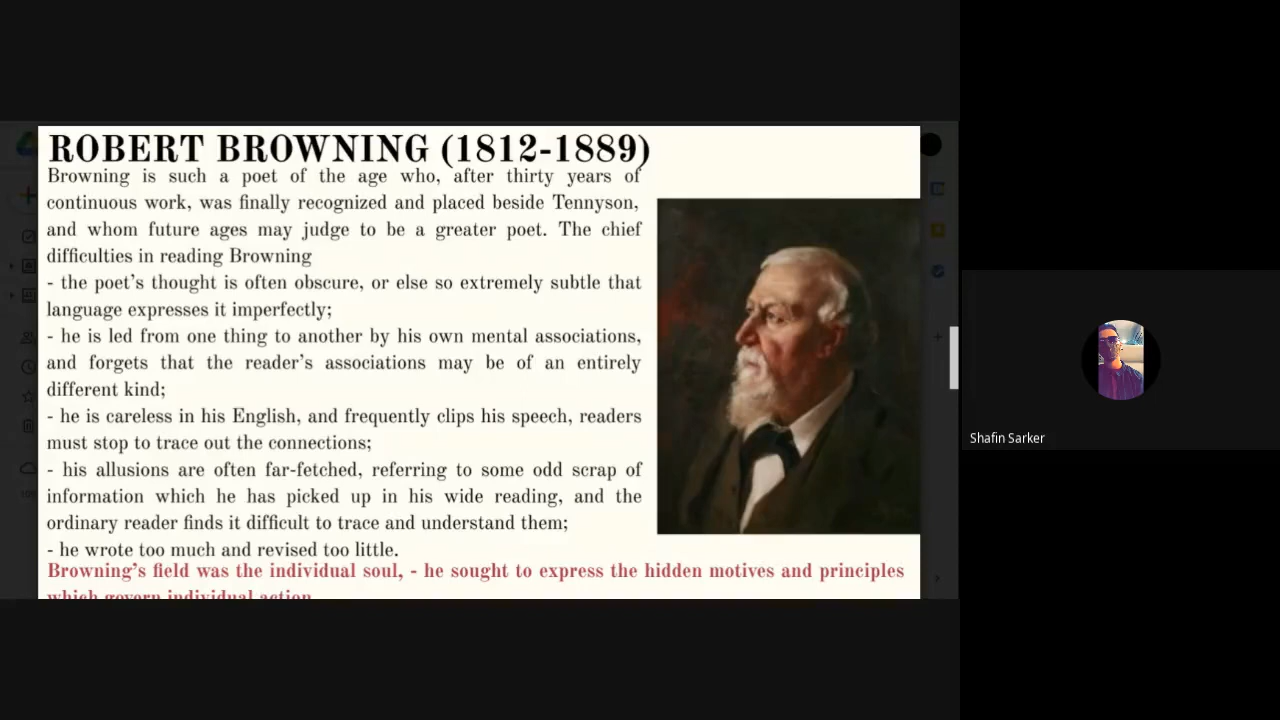 ROBERT BROWNING (1812-1889)
Browning is such a poet of the age who, after thirty years of
continuous work, was finally recognized and placed beside Tennyson,
and whom future ages may judge to be a greater poet. The chief
difficulties in reading Browning
- the poet's thought is often obscure, or else so extremely subtle that
language expresses it imperfectly;
- he is led from one thing to another by his own mental associations,
and forgets that the reader's associations may be of an entirely
different kind;
- he is careless in his English, and frequently clips his speech, readers
must stop to trace out the connections;
- his allusions are often far-fetched, referring to some odd scrap of
information which he has picked up in his wide reading, and the
ordinary reader finds it difficult to trace and understand them;
- he wrote too much and revised too little.
Browning's field was the individual soul, - he sought to express the hidden motives and principles
which govern individual action
Shafin Sarker